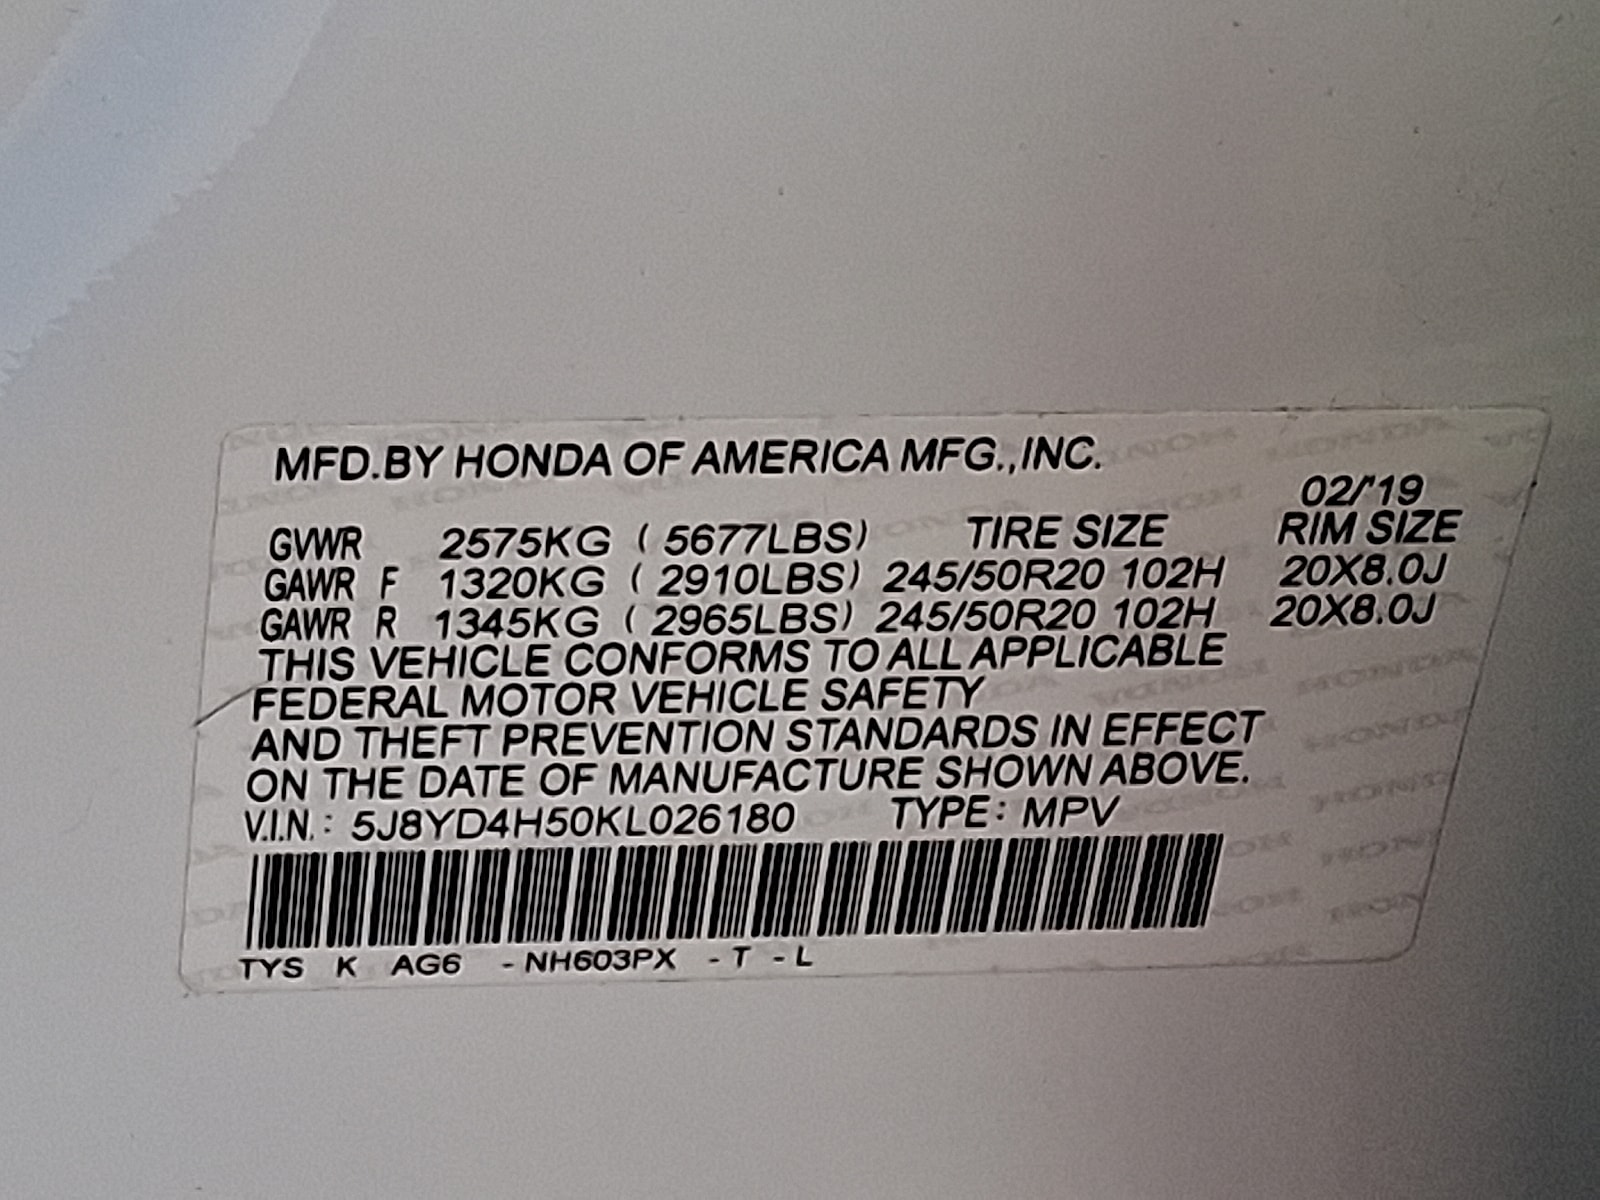 MFD.BY HONDA OF AMERICA MFG.,INC.
02/'19
GVWR 2575KG ( 5677LBS) TIRE SIZE RIM SIZE
GAWR F 1320KG ( 2910LBS) 245/50R20 102H 20X8.0J
GAWR R 1345KG ( 2965LBS) 245/50R20 102H 20X8.0J
THIS VEHICLE CONFORMS TO ALL APPLICABLE
FEDERAL MOTOR VEHICLE SAFETY
AND THEFT PREVENTION STANDARDS IN EFFECT
ON THE DATE OF MANUFACTURE SHOWN ABOVE.
V.I.N.: 5J8YD4H50KL026180 TYPE: MPV
TYS K AG6 -NH603PX -T -L